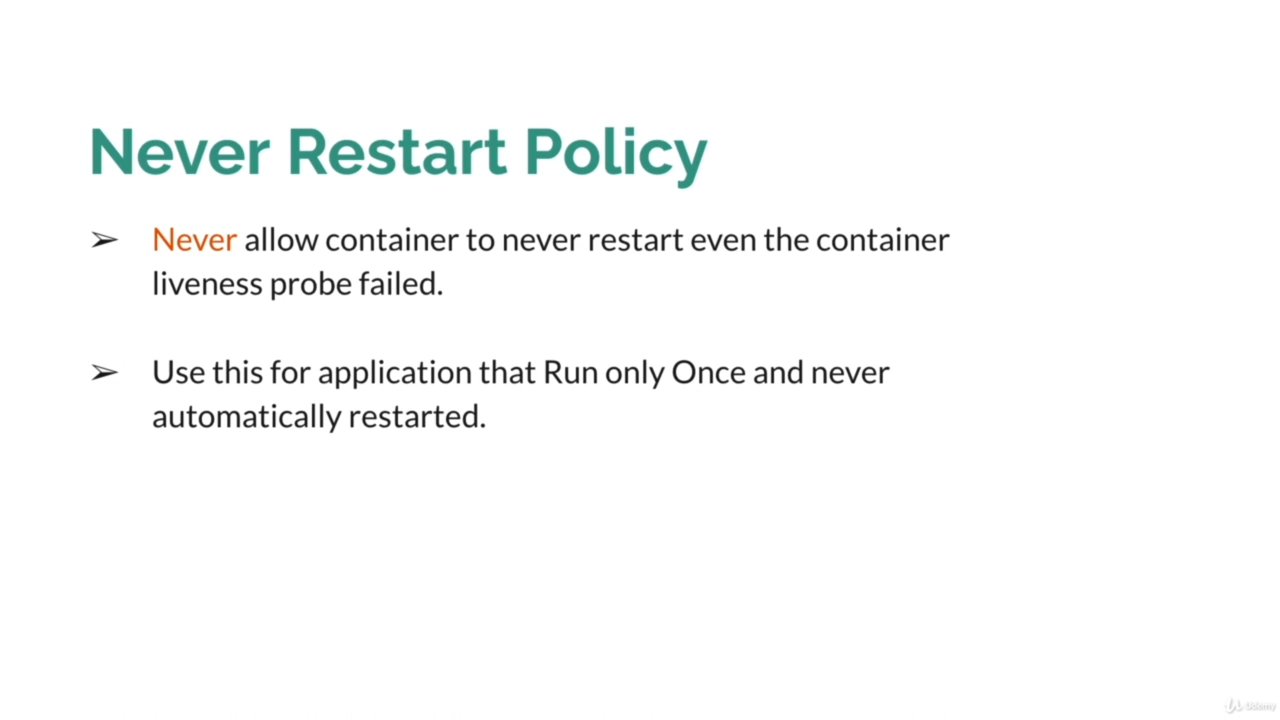 Never Restart Policy
➢ Never allow container to never restart even the container
liveness probe failed.
➢ Use this for application that Run only Once and never
automatically restarted.
Udemy